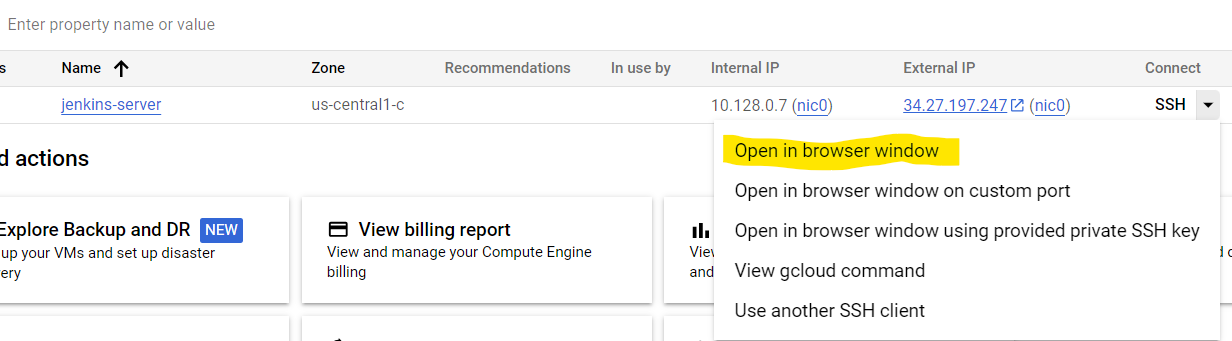 Enter property name or value
s Name Zone Recommendations In use by Internal IP External IP Connect
jenkins-server us-central1-c 10.128.0.7 (nic0) 34.27.197.247 (nic0) SSH
Open in browser window
d actions
Open in browser window on custom port
Explore Backup and DR NEW
up your VMs and set up disaster
very
View billing report
View and manage your Compute Engine
billing
Viev
and
Open in browser window using provided private SSH key
View gcloud command
Use another SSH client